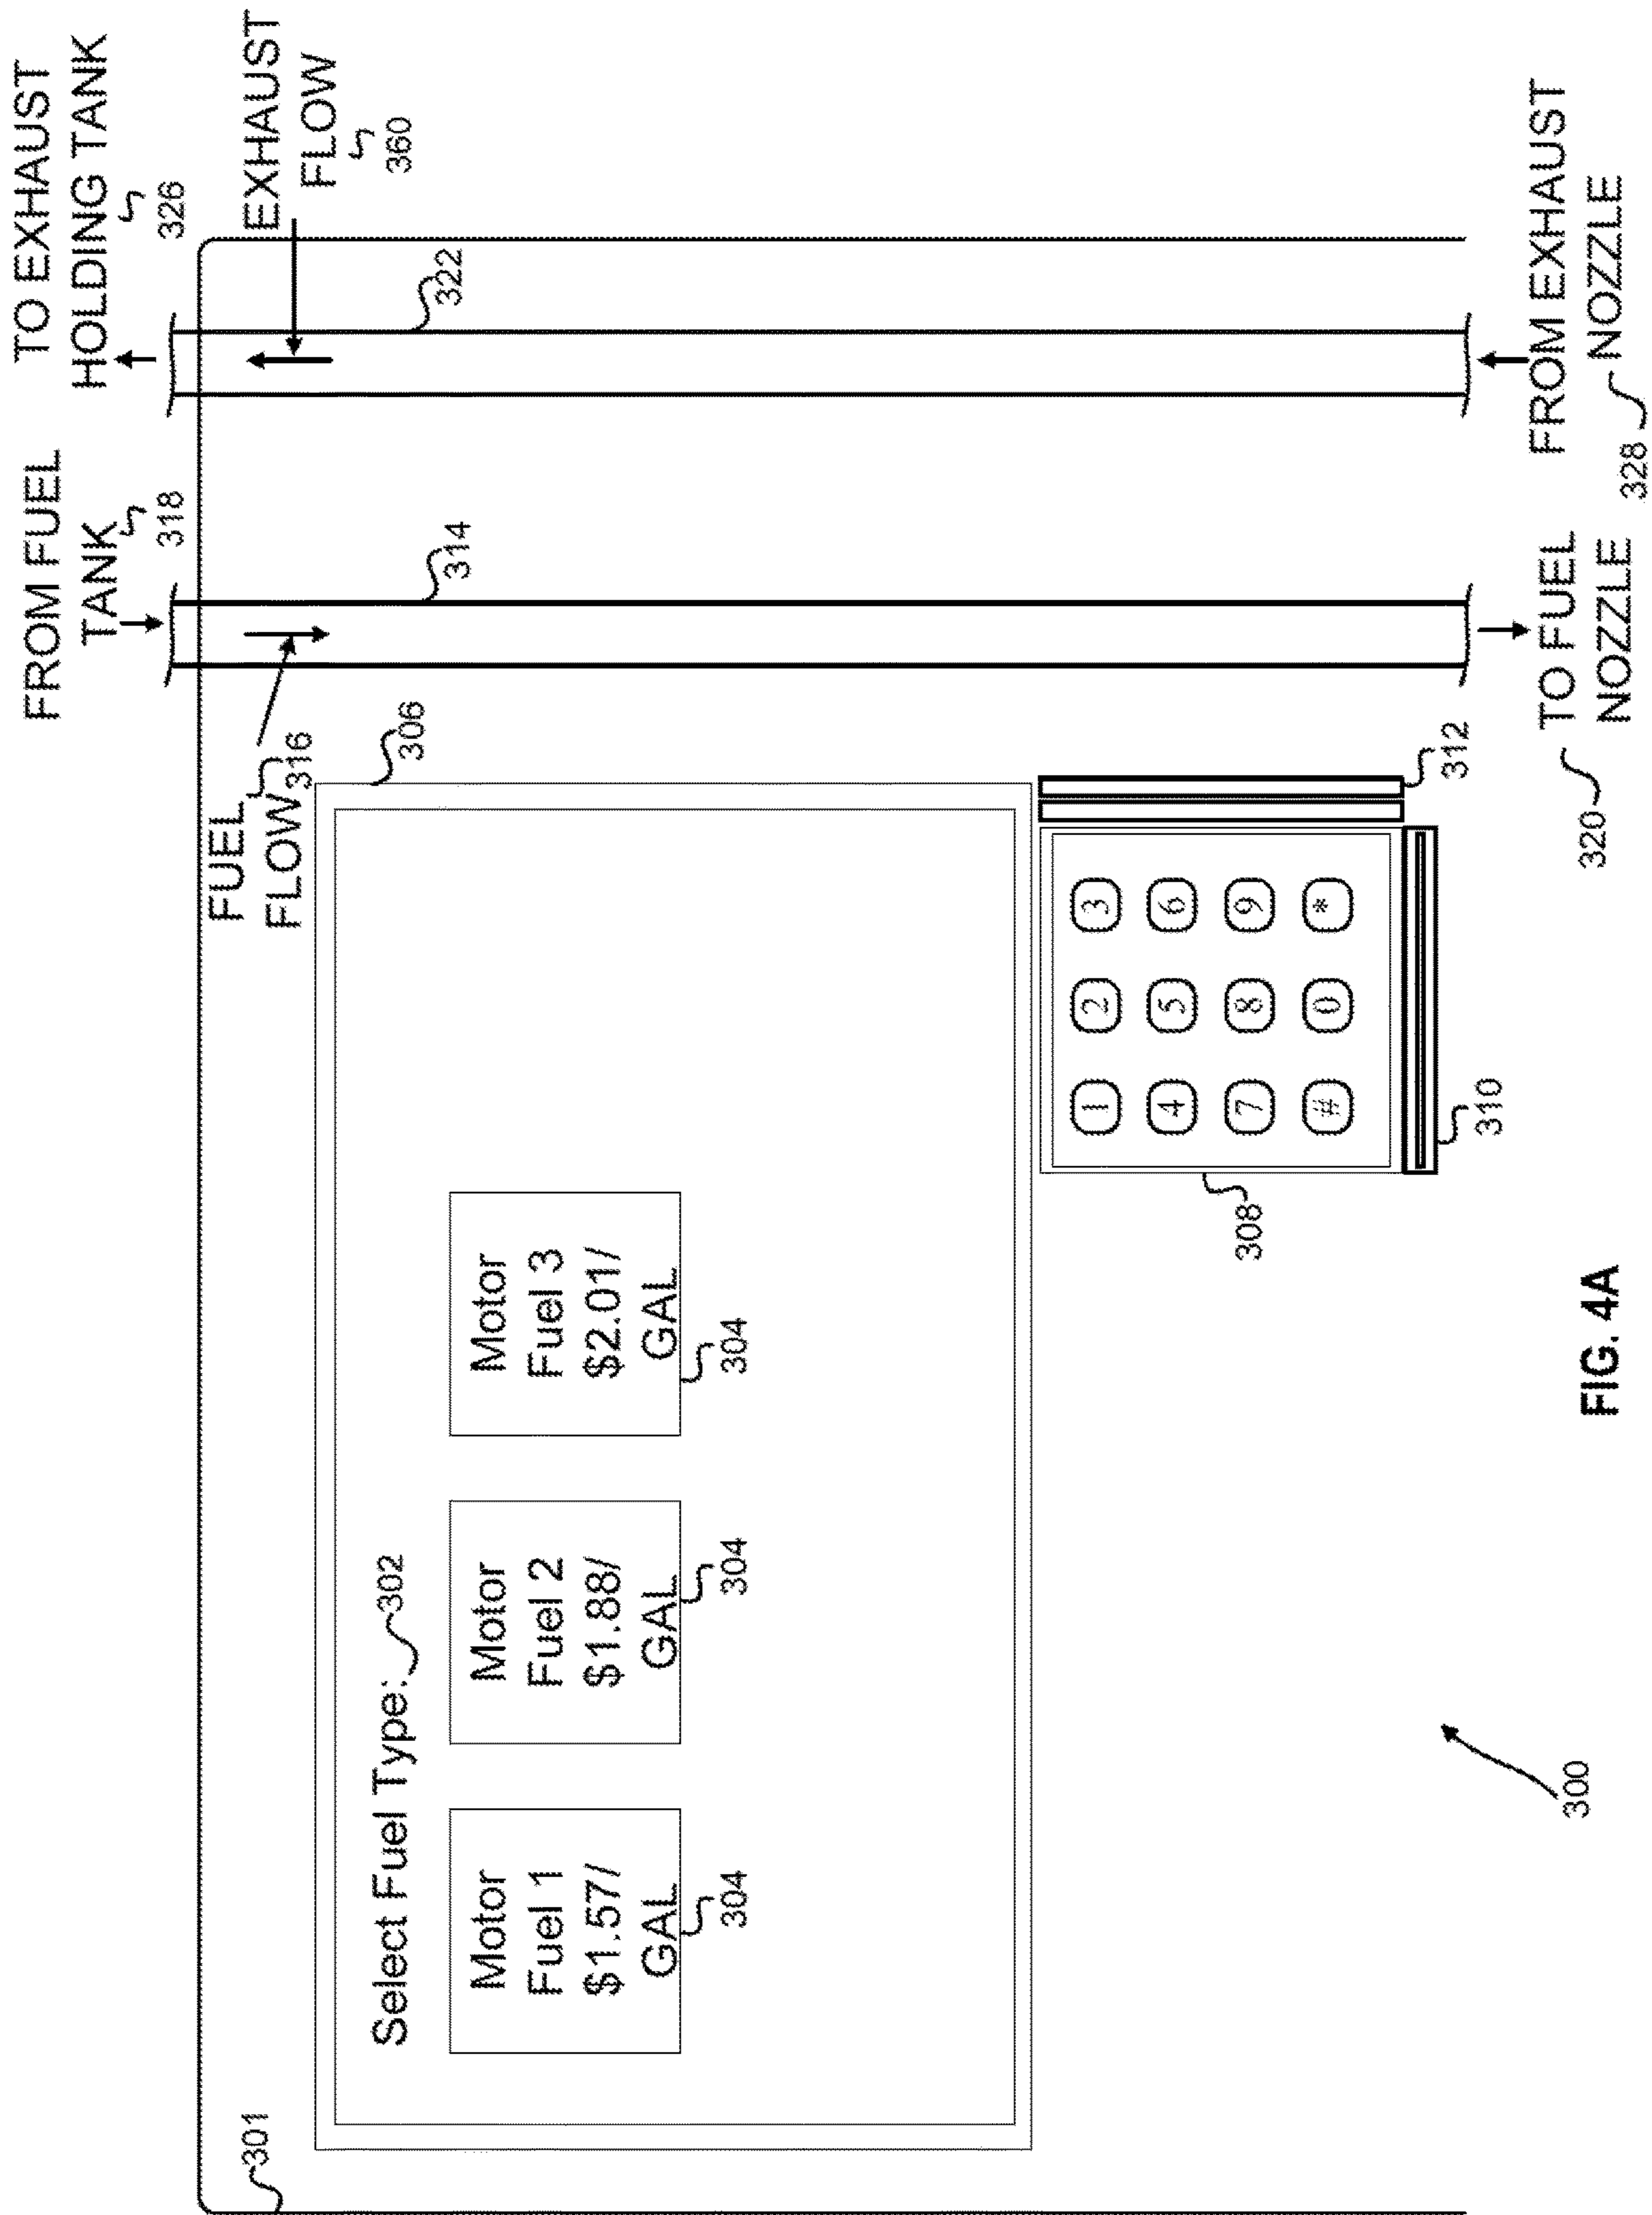 TO EXHAUST
HOLDING TANK
326
FROM FUEL
TANK
318
EXHAUST
FLOW
360
FUEL
FLOW
316
301
306
314
322
Select Fuel Type:
302
Motor
Fuel 1
$1.57/
GAL
304
Motor
Fuel 2
$1.88/
GAL
304
Motor
Fuel 3
$2.01/
GAL
304
1 2 3
4 5 6
7 8 9
# 0 *
308
312
310
300
320
TO FUEL
NOZZLE
328
FROM EXHAUST
NOZZLE
FIG. 4A